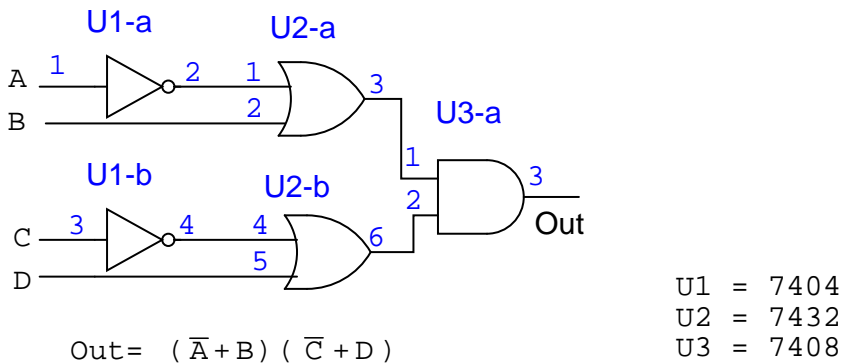 U1-a
U2-a
A 1 2 1 3
B 2
U3-a
1
3
2
Out
U1-b
U2-b
C 3 4 4 6
D 5
U1 = 7404
U2 = 7432
U3 = 7408
Out= (A̅+B)(C̅+D)